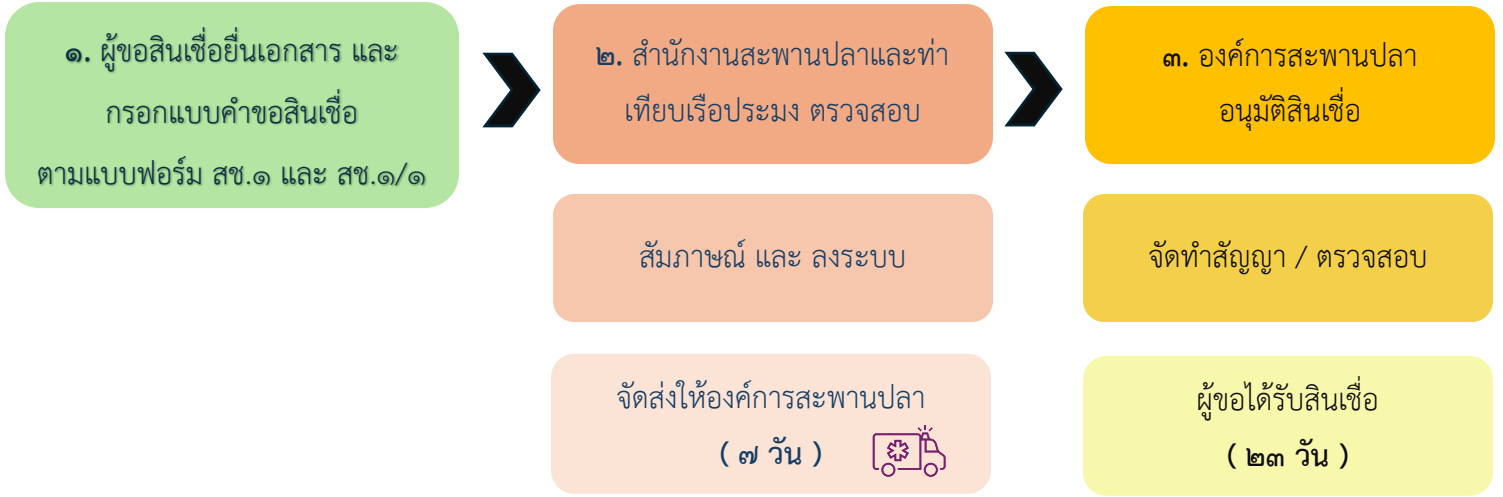 ๑. ผู้ขอสินเชื่อยื่นเอกสาร และ
กรอกแบบคำขอสินเชื่อ
ตามแบบฟอร์ม สช.๑ และ สช.๑/๑
๒. สำนักงานสะพานปลาและท่า
เทียบเรือประมง ตรวจสอบ
สัมภาษณ์ และ ลงระบบ
จัดส่งให้องค์การสะพานปลา
( ๗ วัน )
๓. องค์การสะพานปลา
อนุมัติสินเชื่อ
จัดทำสัญญา / ตรวจสอบ
ผู้ขอได้รับสินเชื่อ
( ๒๓ วัน )